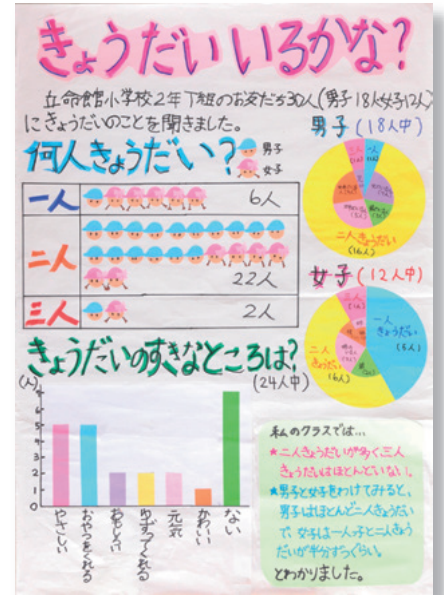 きょうだいいるかな?
立命館小学校2年下組のお友だち30人(男子18人女子12人)
にきょうだいのことを聞きました。
何人きょうだい?
男子
女子
男子(18人中)
一人
6人
二人
22人
三人
2人
二人きょうだい
(16人)
女子(12人中)
一人
きょうだい
二人
きょうだい
(6人)
きょうだいのすきなところは?
(24人中)
(人)
7
6
5
4
3
2
1
0
やさしい
おやつをくれる
おもしろい
ゆずってくれる
元気
かわいい
ない
私のクラスでは…
★二人きょうだいが多く、三人
きょうだいはほとんどいない。
★男子と女子をわけてみると、
男子はほとんど二人きょうだい
で、女子は一人子と二人きょう
だいが半分ずつくらい。
とわかりました。